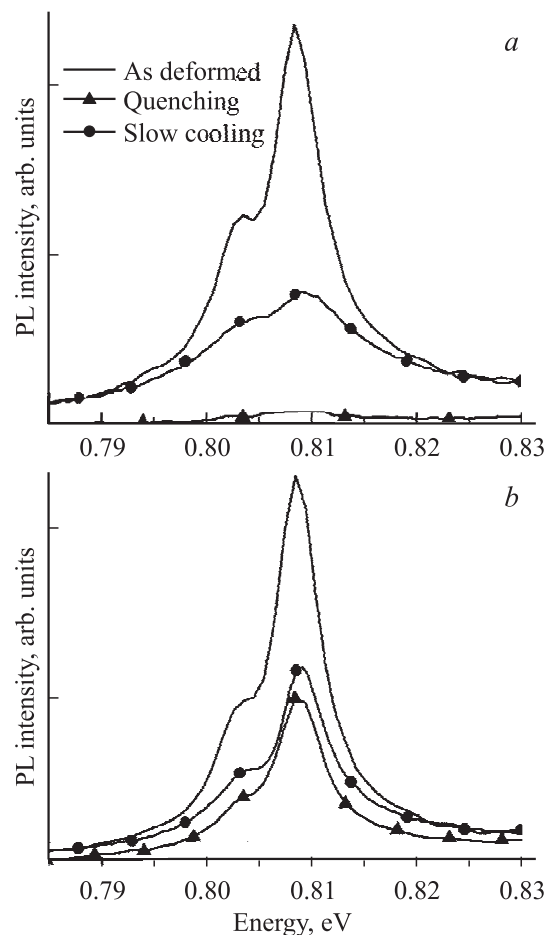 a
As deformed
Quenching
Slow cooling
PL intensity, arb. units
0.79 0.80 0.81 0.82 0.83
b
PL intensity, arb. units
0.79 0.80 0.81 0.82 0.83
Energy, eV